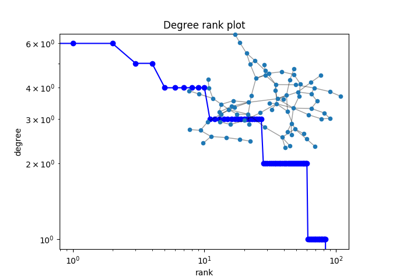 Degree rank plot
6 × 10⁰
4 × 10⁰
3 × 10⁰
2 × 10⁰
10⁰
degree
10⁰ 10¹ 10²
rank